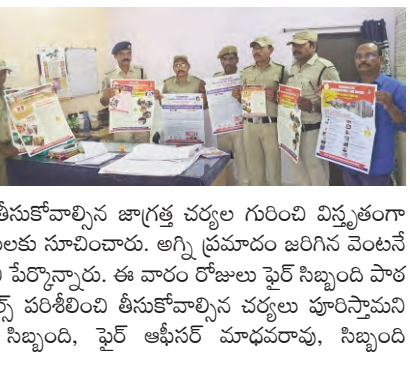 తీసుకోవాల్సిన జాగ్రత్త చర్యల గురించి విస్తృతంగా
లకు సూచించారు. అగ్ని ప్రమాదం జరిగిన వెంటనే
పేర్కొన్నారు. ఈ వారం రోజులు ఫైర్ సిబ్బంది పాఠ
ర్స్ పరిశీలించి తీసుకోవాల్సిన చర్యలు పూరిస్తామని
సిబ్బంది, ఫైర్ ఆఫీసర్ మాధవరావు, సిబ్బంది